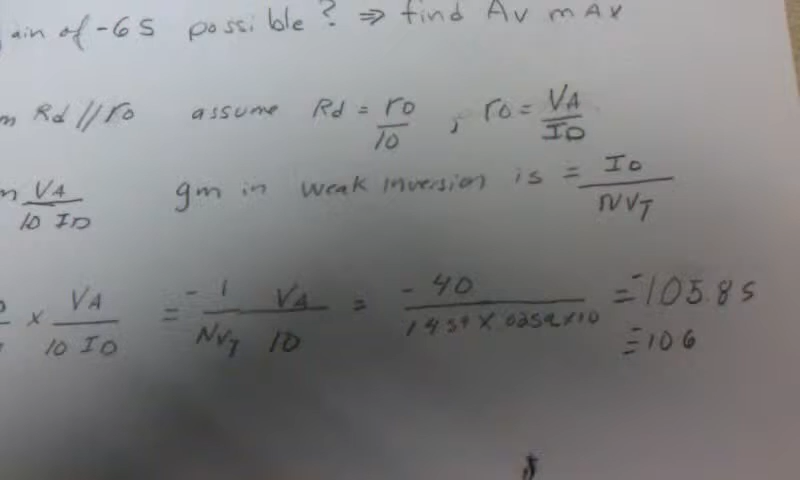 ain of -65 possible? ⇒ find Av max
m Rd//ro assume Rd = ro/10 , ro = VA/ID
m VA/10 ID gm in weak inversion is = ID/NVT
x VA/10 ID = -1/NVT VA/10 = -40/1.459 x .0259 x 10 = -105.85
= 106